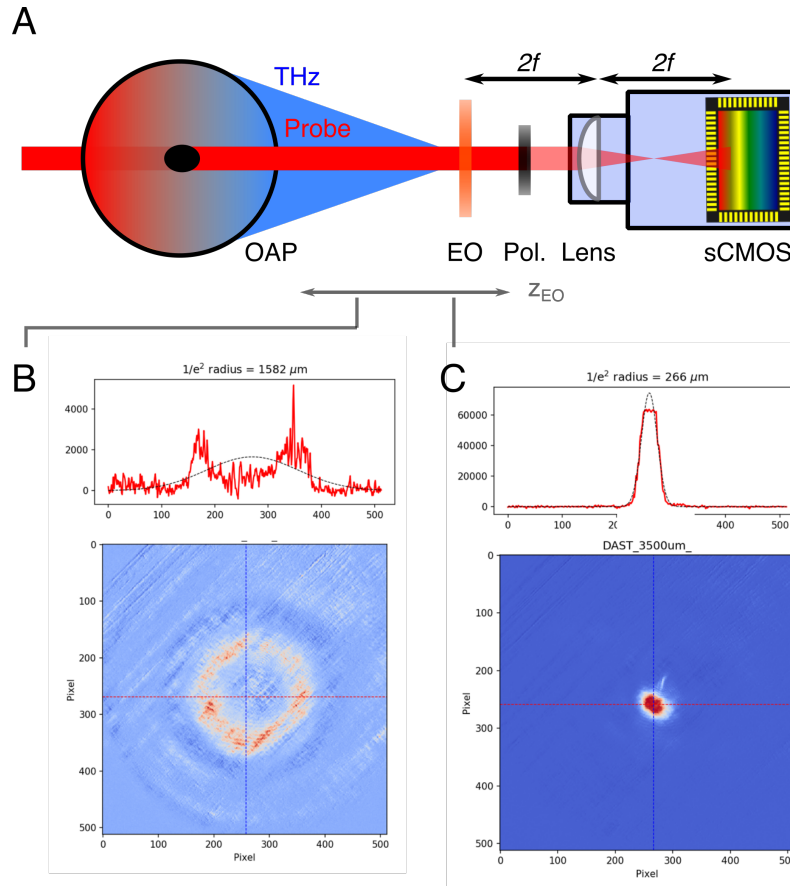 A
2f 2f
THz
Probe
OAP EO Pol. Lens sCMOS
z_EO
B
1/e² radius = 1582 μm
4000
2000
0
0 100 200 300 400 500
0
100
200
300
400
500
Pixel
0 100 200 300 400 500
Pixel
C
1/e² radius = 266 μm
60000
40000
20000
0
0 100 20 400 500
DAST_3500um_
0
100
200
300
400
500
Pixel
0 100 200 300 400 500
Pixel